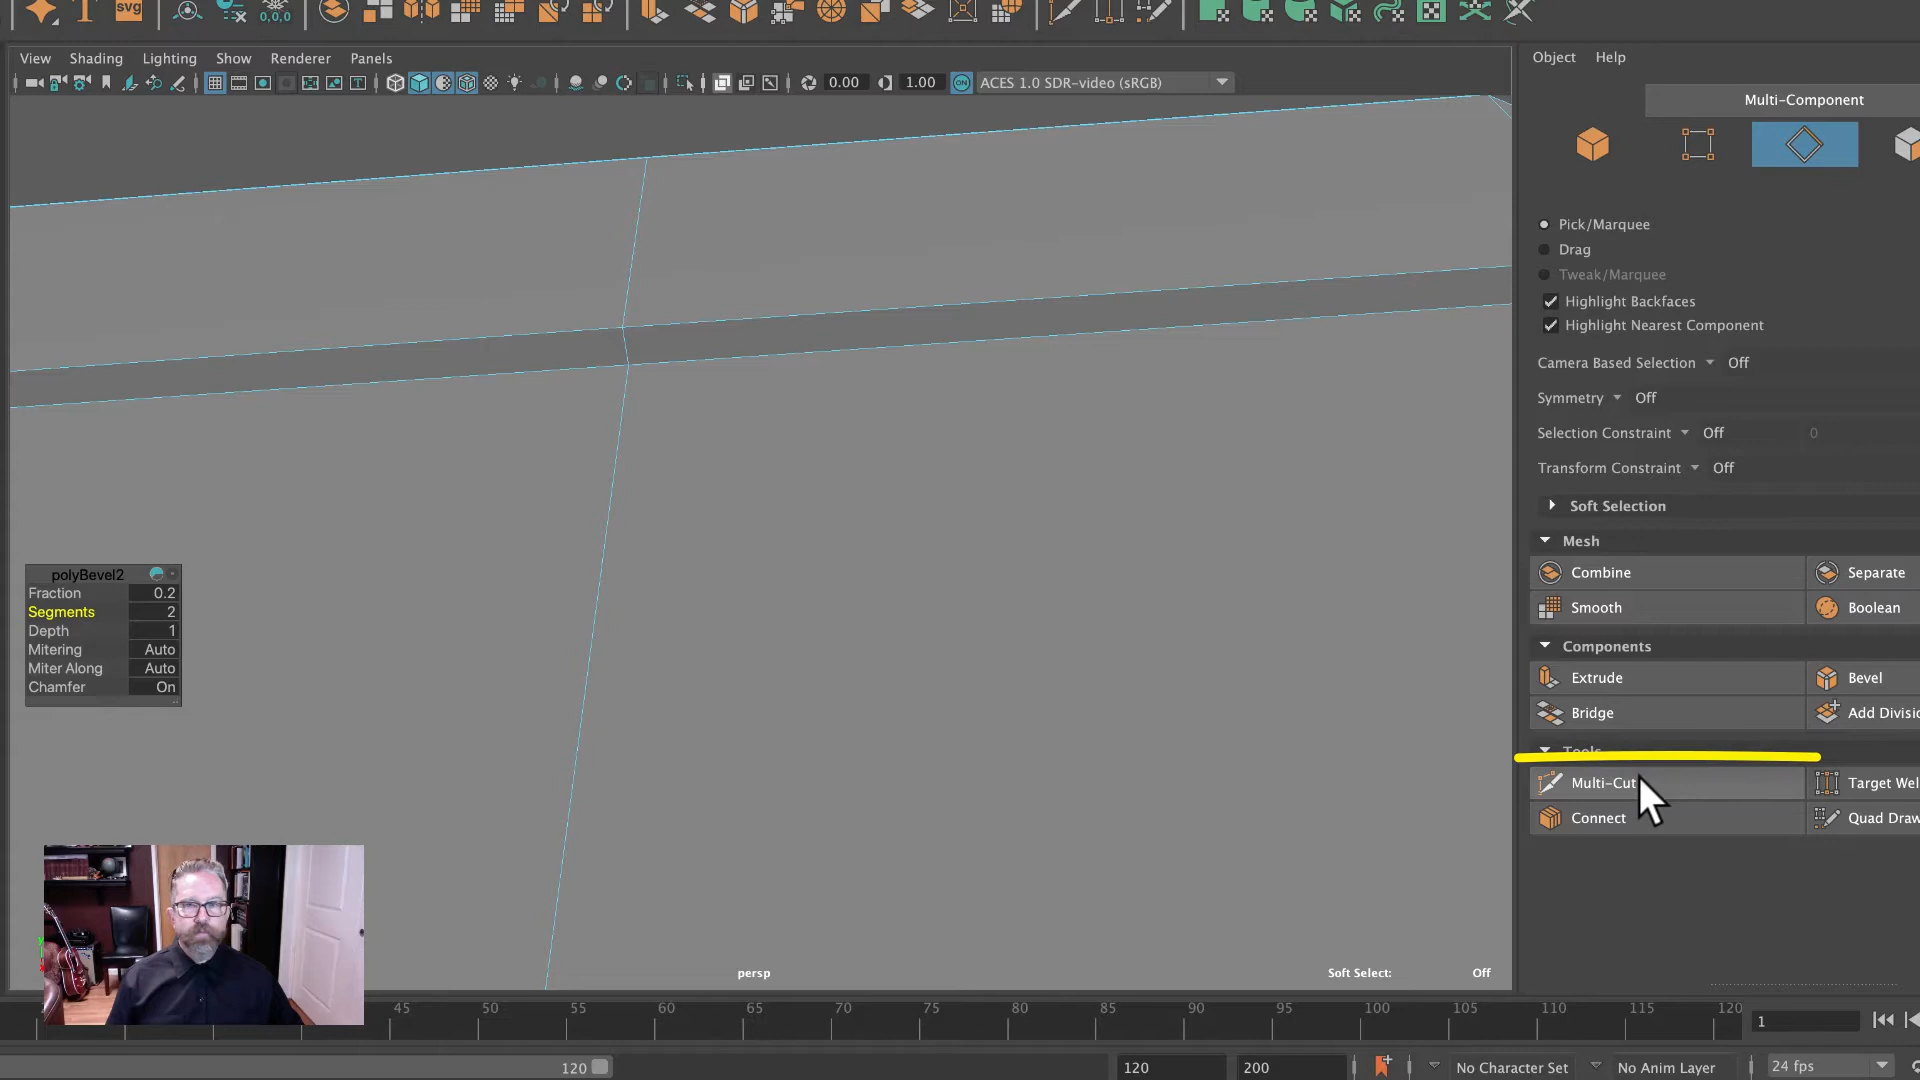 svg
0,0,0
View Shading Lighting Show Renderer Panels
0.00 1.00 ON ACES 1.0 SDR-video (sRGB)
Object Help
Multi-Component
Pick/Marquee
Drag
Tweak/Marquee
Highlight Backfaces
Highlight Nearest Component
Camera Based Selection Off
Symmetry Off
Selection Constraint Off 0
Transform Constraint Off
Soft Selection
Mesh
Combine Separate
Smooth Boolean
Components
Extrude Bevel
Bridge Add Divisio
Tools
Multi-Cut Target Wel
Connect Quad Draw
polyBevel2
Fraction 0.2
Segments 2
Depth 1
Mitering Auto
Miter Along Auto
Chamfer On
persp
Soft Select: Off
45 50 55 60 65 70 75 80 85 90 95 100 105 110 115 120
1
120 120 200 No Character Set No Anim Layer 24 fps